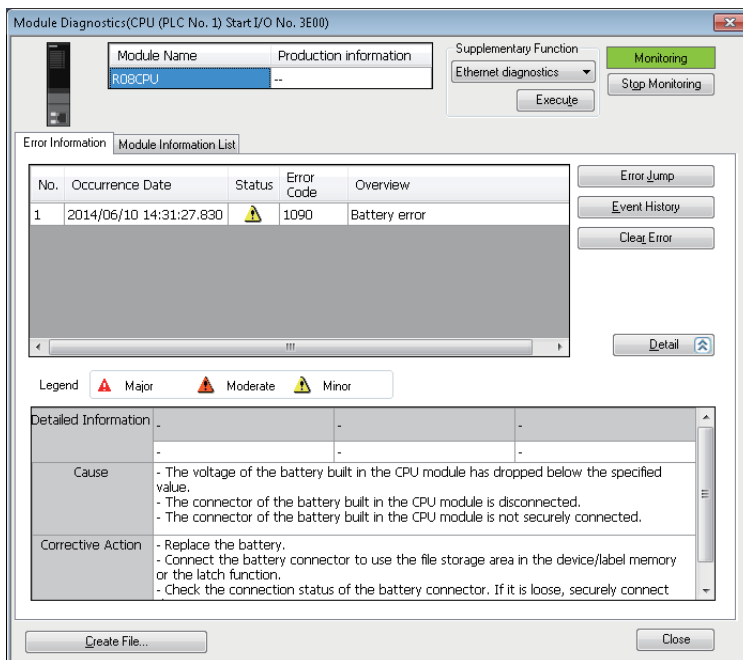 Module Diagnostics(CPU (PLC No. 1) Start I/O No. 3E00)
Module Name Production information
R08CPU --
Supplementary Function
Ethernet diagnostics
Execute
Monitoring
Stop Monitoring
Error Information Module Information List
No. Occurrence Date Status Error Code Overview
1 2014/06/10 14:31:27.830 1090 Battery error
Error Jump
Event History
Clear Error
Detail
Legend Major Moderate Minor
Detailed Information - - -
- - -
Cause - The voltage of the battery built in the CPU module has dropped below the specified
value.
- The connector of the battery built in the CPU module is disconnected.
- The connector of the battery built in the CPU module is not securely connected.
Corrective Action - Replace the battery.
- Connect the battery connector to use the file storage area in the device/label memory
or the latch function.
- Check the connection status of the battery connector. If it is loose, securely connect
Create File...
Close